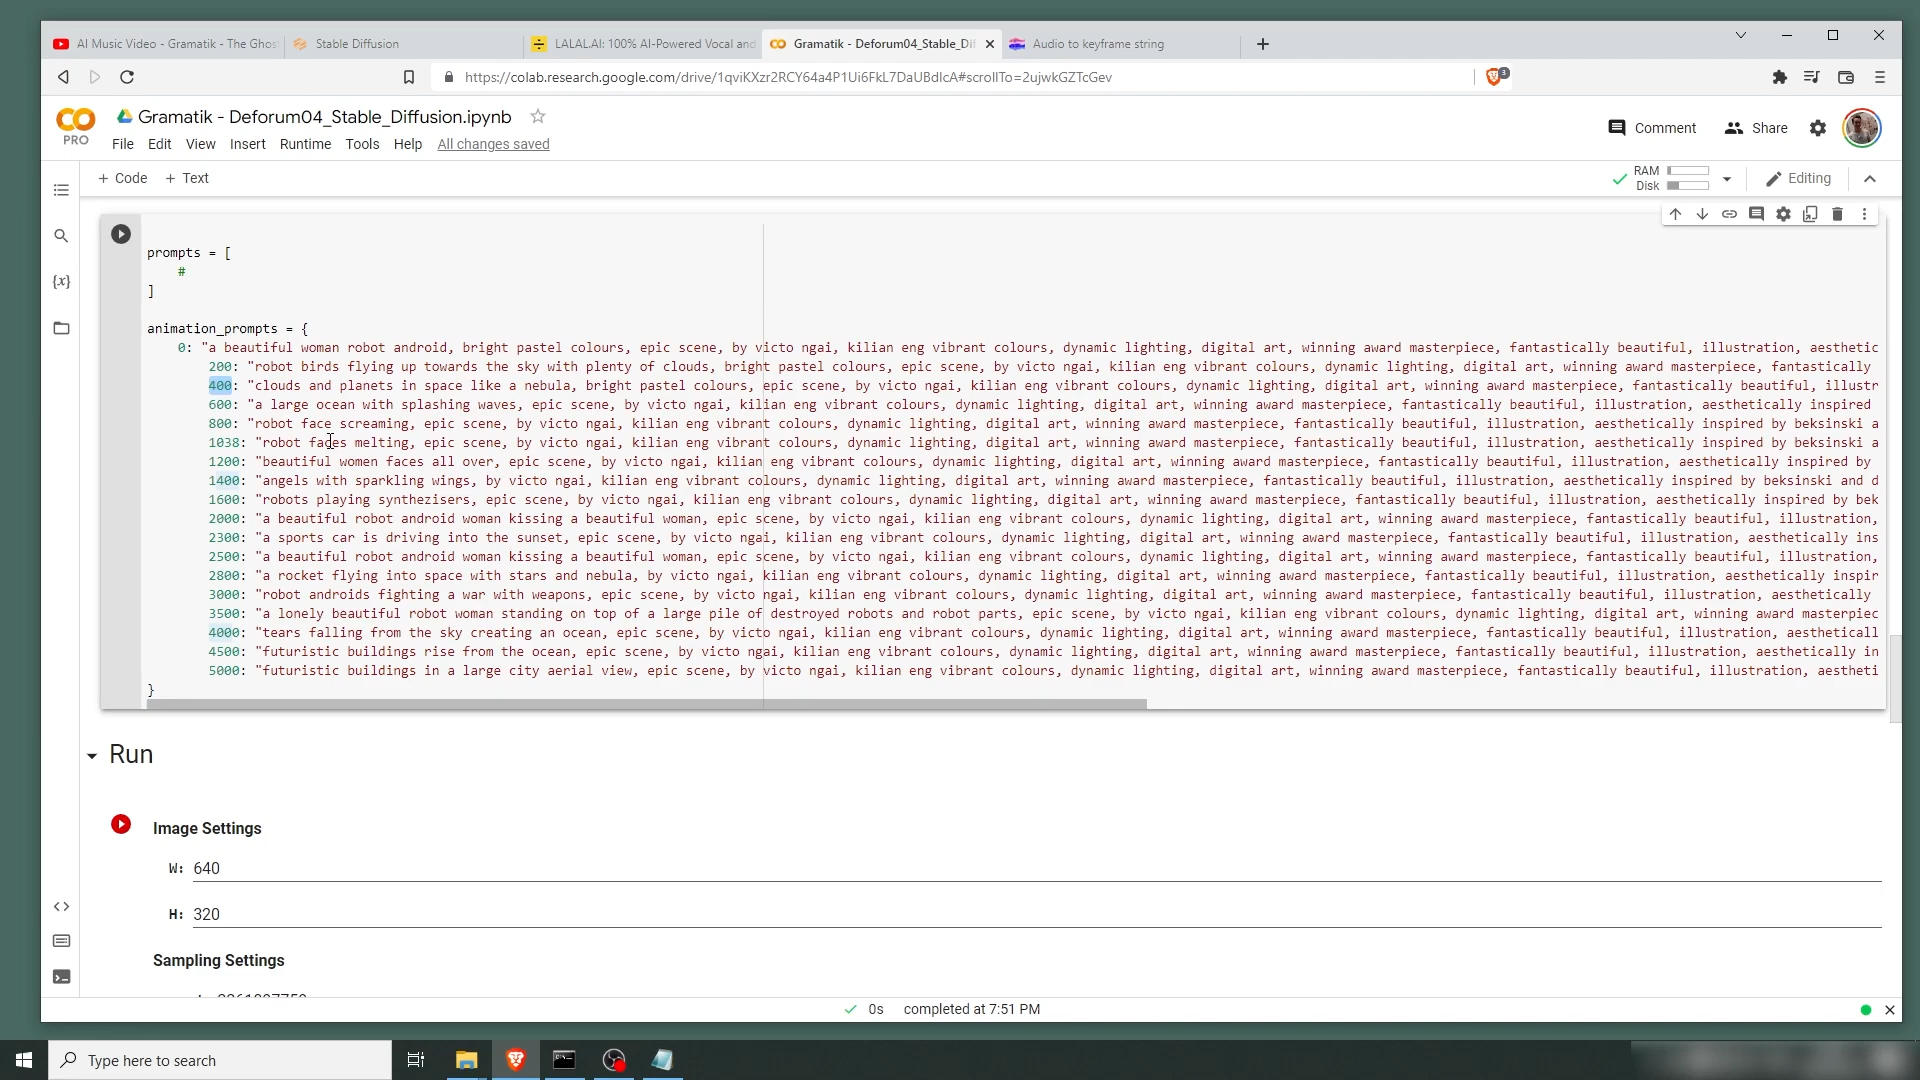 AI Music Video - Gramatik - The Ghos
Stable Diffusion
LALAL.AI: 100% AI-Powered Vocal and
Gramatik - Deforum04_Stable_Dif
Audio to keyframe string
https://colab.research.google.com/drive/1qviKXzr2RCY64a4P1Ui6FkL7DaUBdIcA#scrollTo=2ujwkGZTcGev
3
PRO
Gramatik - Deforum04_Stable_Diffusion.ipynb
File Edit View Insert Runtime Tools Help All changes saved
Comment
Share
+ Code + Text
RAM
Disk
Editing
prompts = [
#
]
animation_prompts = {
0: "a beautiful woman robot android, bright pastel colours, epic scene, by victo ngai, kilian eng vibrant colours, dynamic lighting, digital art, winning award masterpiece, fantastically beautiful, illustration, aesthetic
200: "robot birds flying up towards the sky with plenty of clouds, bright pastel colours, epic scene, by victo ngai, kilian eng vibrant colours, dynamic lighting, digital art, winning award masterpiece, fantastically
400: "clouds and planets in space like a nebula, bright pastel colours, epic scene, by victo ngai, kilian eng vibrant colours, dynamic lighting, digital art, winning award masterpiece, fantastically beautiful, illustr
600: "a large ocean with splashing waves, epic scene, by victo ngai, kilian eng vibrant colours, dynamic lighting, digital art, winning award masterpiece, fantastically beautiful, illustration, aesthetically inspired
800: "robot face screaming, epic scene, by victo ngai, kilian eng vibrant colours, dynamic lighting, digital art, winning award masterpiece, fantastically beautiful, illustration, aesthetically inspired by beksinski a
1038: "robot faces melting, epic scene, by victo ngai, kilian eng vibrant colours, dynamic lighting, digital art, winning award masterpiece, fantastically beautiful, illustration, aesthetically inspired by beksinski a
1200: "beautiful women faces all over, epic scene, by victo ngai, kilian eng vibrant colours, dynamic lighting, digital art, winning award masterpiece, fantastically beautiful, illustration, aesthetically inspired by
1400: "angels with sparkling wings, by victo ngai, kilian eng vibrant colours, dynamic lighting, digital art, winning award masterpiece, fantastically beautiful, illustration, aesthetically inspired by beksinski and d
1600: "robots playing synthezisers, epic scene, by victo ngai, kilian eng vibrant colours, dynamic lighting, digital art, winning award masterpiece, fantastically beautiful, illustration, aesthetically inspired by bek
2000: "a beautiful robot android woman kissing a beautiful woman, epic scene, by victo ngai, kilian eng vibrant colours, dynamic lighting, digital art, winning award masterpiece, fantastically beautiful, illustration,
2300: "a sports car is driving into the sunset, epic scene, by victo ngai, kilian eng vibrant colours, dynamic lighting, digital art, winning award masterpiece, fantastically beautiful, illustration, aesthetically ins
2500: "a beautiful robot android woman kissing a beautiful woman, epic scene, by victo ngai, kilian eng vibrant colours, dynamic lighting, digital art, winning award masterpiece, fantastically beautiful, illustration,
2800: "a rocket flying into space with stars and nebula, by victo ngai, kilian eng vibrant colours, dynamic lighting, digital art, winning award masterpiece, fantastically beautiful, illustration, aesthetically inspir
3000: "robot androids fighting a war with weapons, epic scene, by victo ngai, kilian eng vibrant colours, dynamic lighting, digital art, winning award masterpiece, fantastically beautiful, illustration, aesthetically
3500: "a lonely beautiful robot woman standing on top of a large pile of destroyed robots and robot parts, epic scene, by victo ngai, kilian eng vibrant colours, dynamic lighting, digital art, winning award masterpiec
4000: "tears falling from the sky creating an ocean, epic scene, by victo ngai, kilian eng vibrant colours, dynamic lighting, digital art, winning award masterpiece, fantastically beautiful, illustration, aestheticall
4500: "futuristic buildings rise from the ocean, epic scene, by victo ngai, kilian eng vibrant colours, dynamic lighting, digital art, winning award masterpiece, fantastically beautiful, illustration, aesthetically in
5000: "futuristic buildings in a large city aerial view, epic scene, by victo ngai, kilian eng vibrant colours, dynamic lighting, digital art, winning award masterpiece, fantastically beautiful, illustration, aestheti
}
Run
Image Settings
W: 640
H: 320
Sampling Settings
0s completed at 7:51 PM
Type here to search